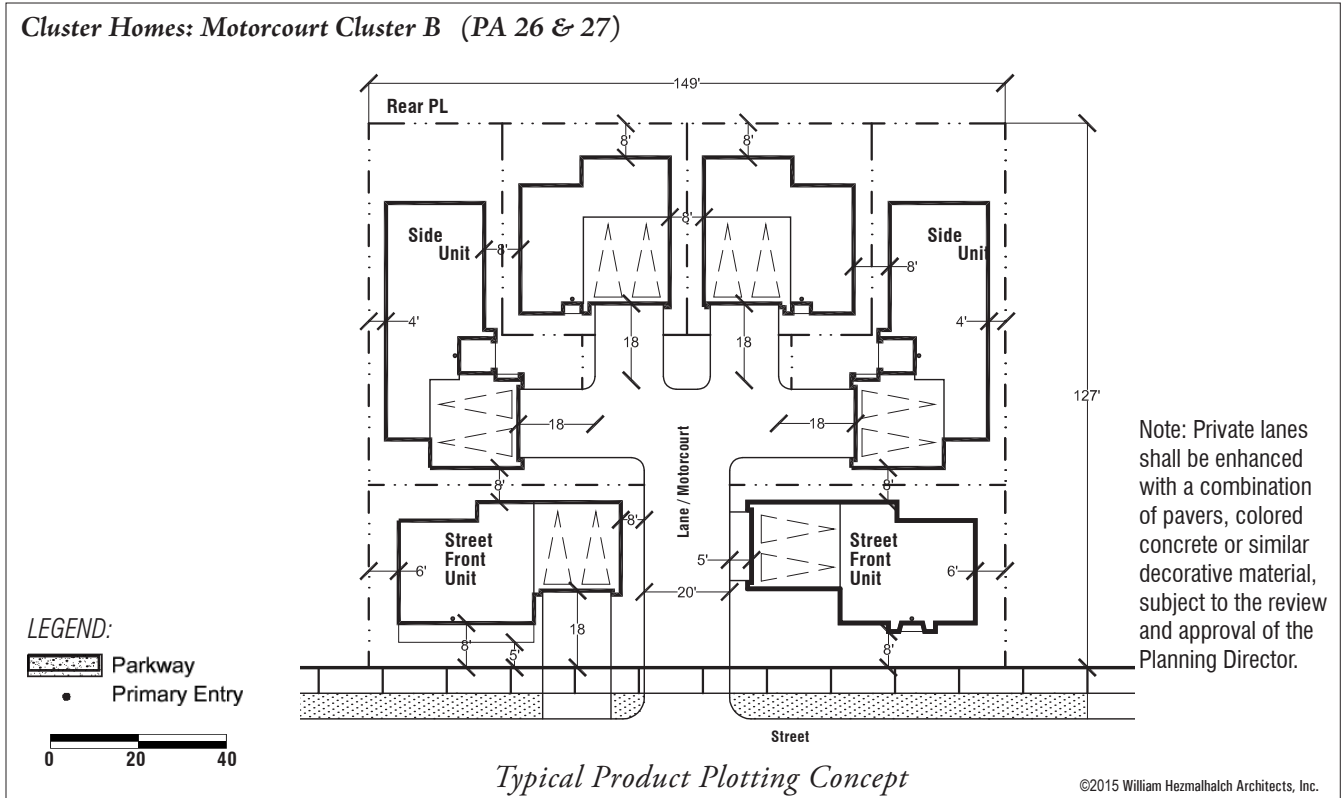 Cluster Homes: Motorcourt Cluster B (PA 26 & 27)
149'
Rear PL
8'
8'
8'
Side
Unit
8'
Side
Unit
8'
4'
4'
18
18
127'
18
18
Lane / Motorcourt
8'
8'
Note: Private lanes
shall be enhanced
with a combination
of pavers, colored
concrete or similar
decorative material,
subject to the review
and approval of the
Planning Director.
8'
Street
Front
Unit
Street
Front
Unit
5'
6'
6'
20'
18
8'
5'
8'
LEGEND:
Parkway
Primary Entry
0 20 40
Street
Typical Product Plotting Concept
©2015 William Hezmalhalch Architects, Inc.